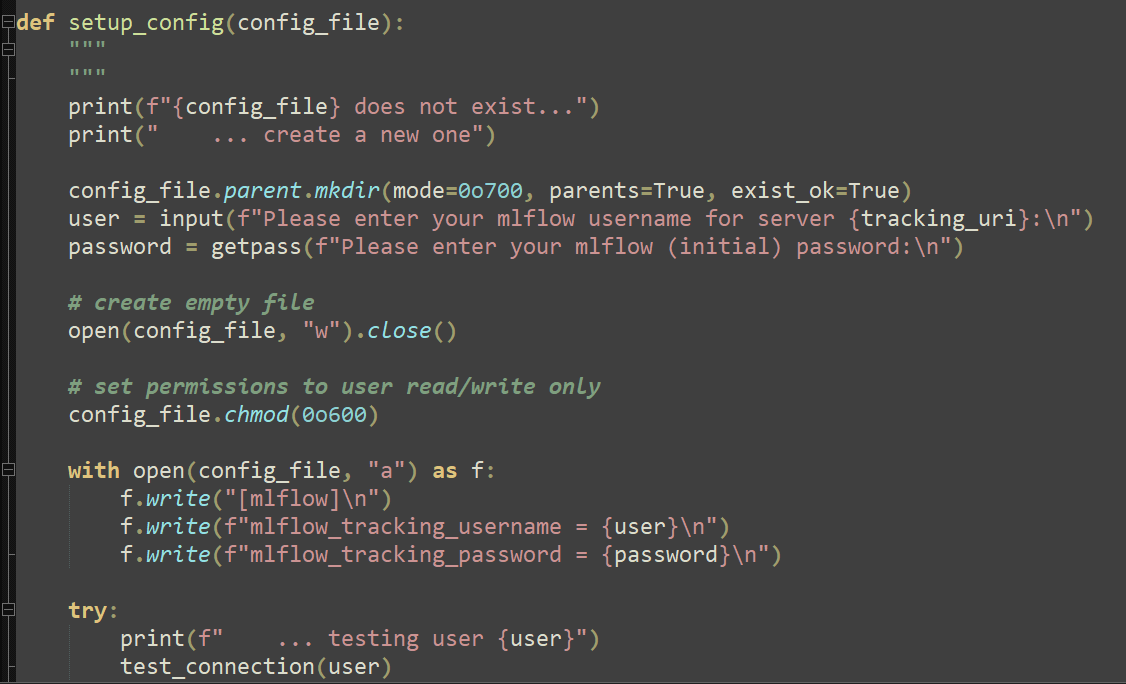 def setup_config(config_file):
    """
    """
    print(f"{config_file} does not exist...")
    print("    ... create a new one")

    config_file.parent.mkdir(mode=0o700, parents=True, exist_ok=True)
    user = input(f"Please enter your mlflow username for server {tracking_uri}:\n")
    password = getpass(f"Please enter your mlflow (initial) password:\n")

    # create empty file
    open(config_file, "w").close()

    # set permissions to user read/write only
    config_file.chmod(0o600)

    with open(config_file, "a") as f:
        f.write("[mlflow]\n")
        f.write(f"mlflow_tracking_username = {user}\n")
        f.write(f"mlflow_tracking_password = {password}\n")

    try:
        print(f"    ... testing user {user}")
        test_connection(user)